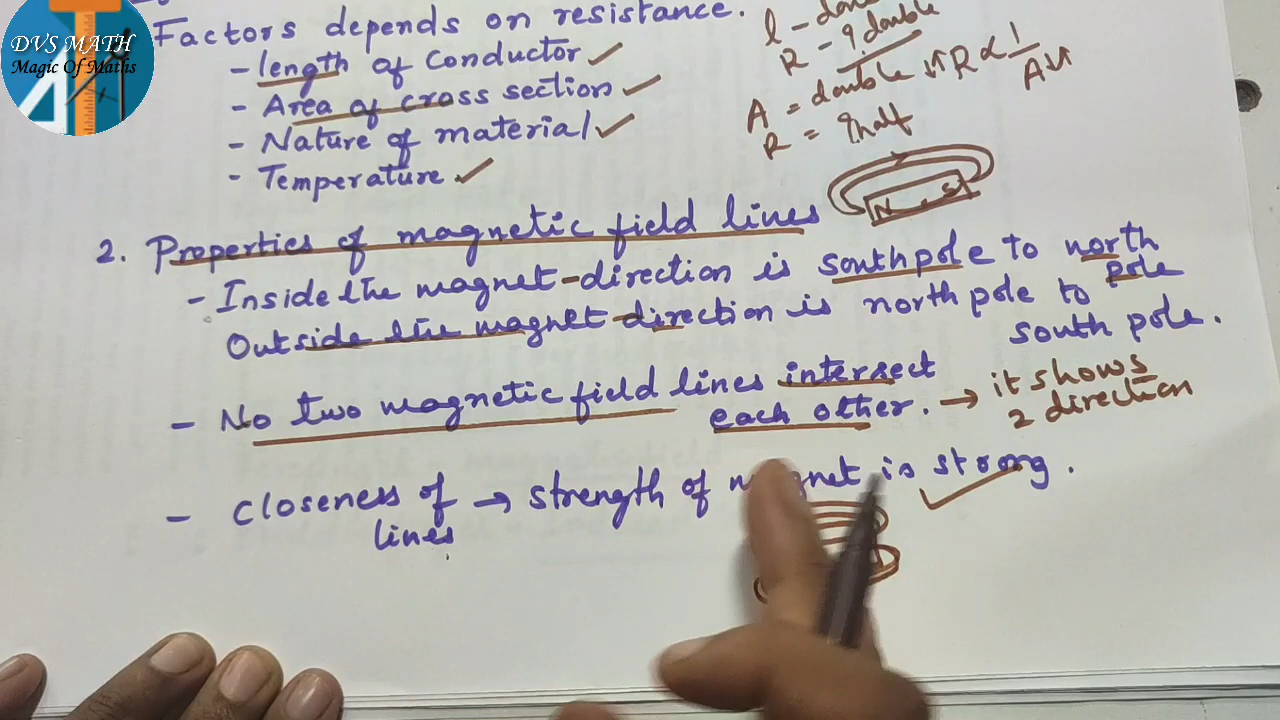 DVS MATH
Magic Of Maths
Factors depends on resistance.
- length of conductor
- Area of cross section
- Nature of material
- Temperature
l - double
R - double
A = double R ∝ 1/A
R = half
N S
2. Properties of magnetic field lines
- Inside the magnet - direction is south pole to north pole
Outside the magnet - direction is north pole to
south pole.
- No two magnetic field lines intersect
each other. → it shows
2 direction
- closeness of → strength of magnet is strong.
lines